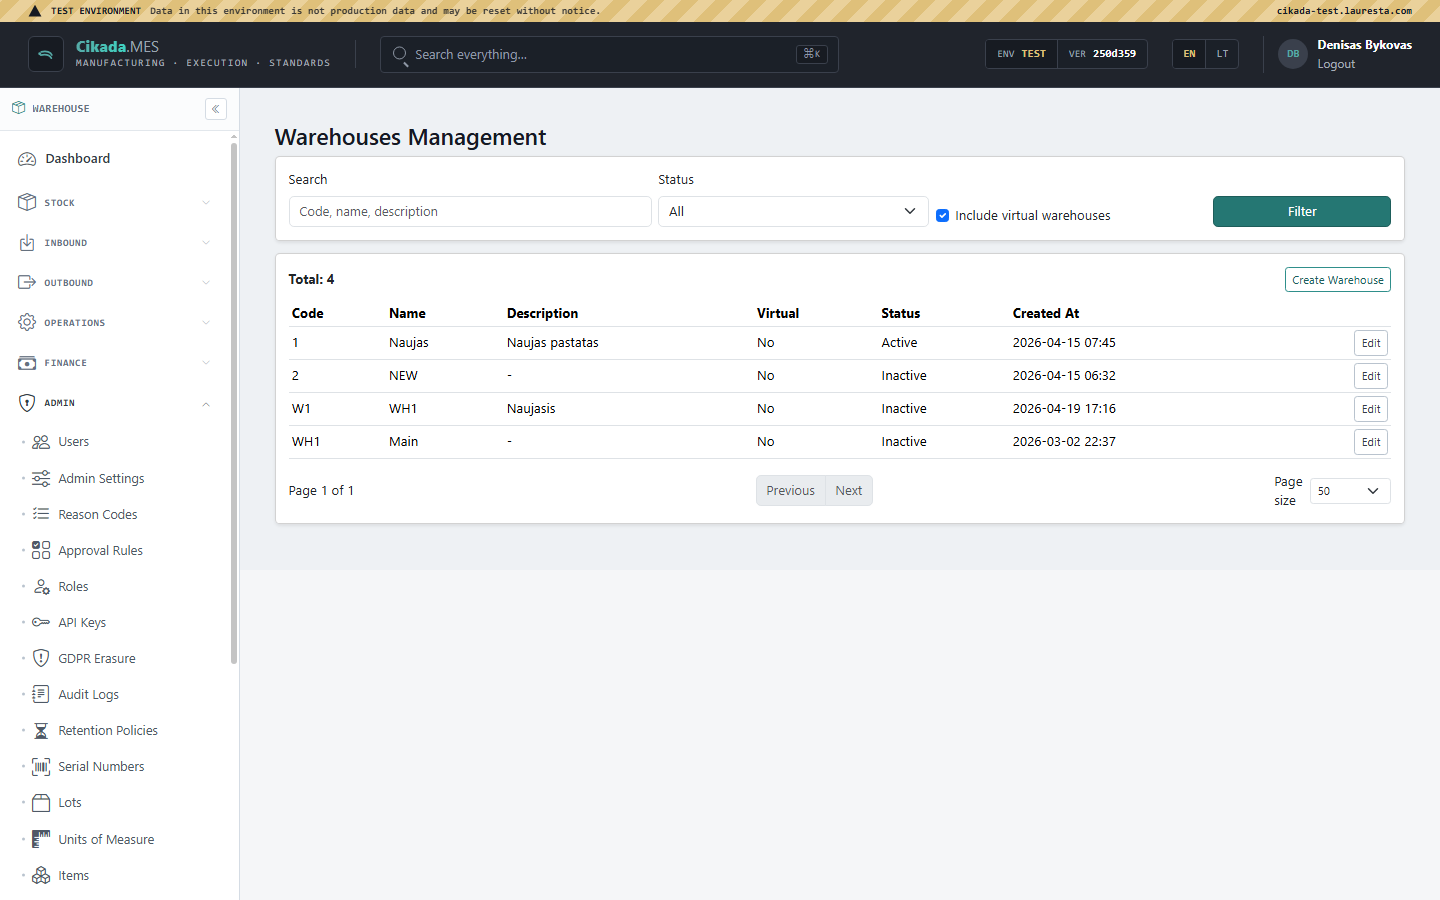 TEST ENVIRONMENT Data in this environment is not production data and may be reset without notice.
cikada-test.lauresta.com
Cikada.MES
MANUFACTURING · EXECUTION · STANDARDS
Search everything...
⌘K
ENV TEST
VER 250d359
EN
LT
DB
Denisas Bykovas
Logout
WAREHOUSE
Dashboard
STOCK
INBOUND
OUTBOUND
OPERATIONS
FINANCE
ADMIN
Users
Admin Settings
Reason Codes
Approval Rules
Roles
API Keys
GDPR Erasure
Audit Logs
Retention Policies
Serial Numbers
Lots
Units of Measure
Items
Warehouses Management
Search
Status
Code, name, description
All
Include virtual warehouses
Filter
Total: 4
Create Warehouse
Code Name Description Virtual Status Created At
1 Naujas Naujas pastatas No Active 2026-04-15 07:45 Edit
2 NEW - No Inactive 2026-04-15 06:32 Edit
W1 WH1 Naujasis No Inactive 2026-04-19 17:16 Edit
WH1 Main - No Inactive 2026-03-02 22:37 Edit
Page 1 of 1
Previous
Next
Page
size
50